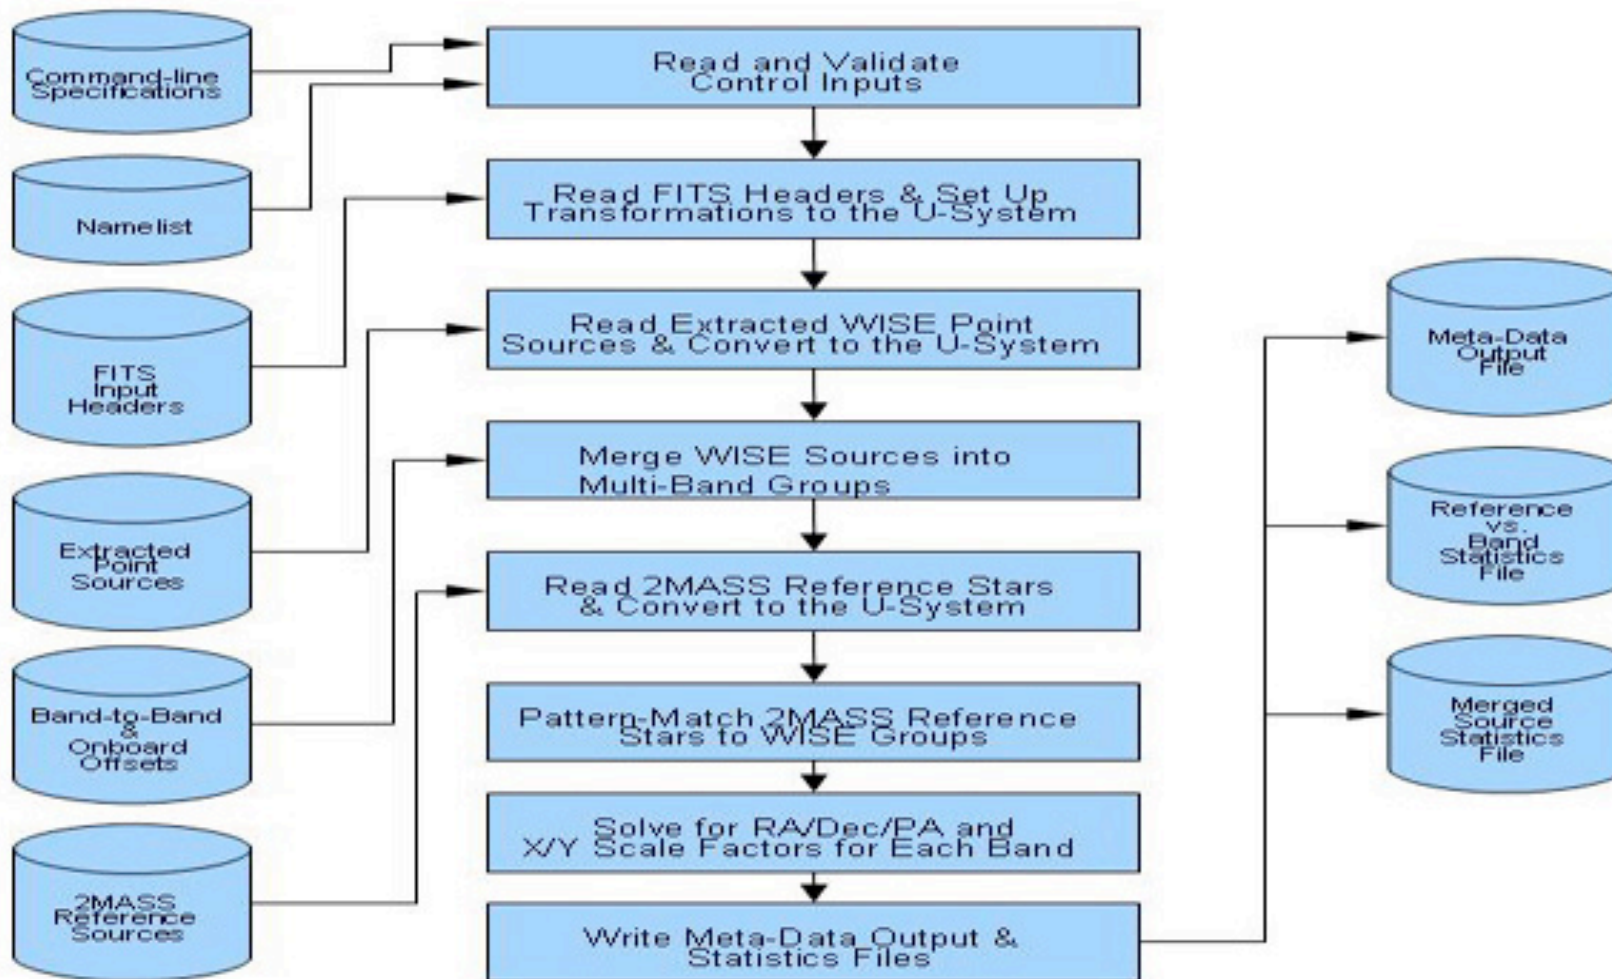 Command-line
Specifications
Namelist
FITS
Input
Headers
Extracted
Point
Sources
Band-to-Band
&
Onboard
Offsets
2MASS
Reference
Sources
Read and Validate
Control Inputs
Read FITS Headers & Set Up
Transformations to the U-System
Read Extracted WISE Point
Sources & Convert to the U-System
Merge WISE Sources into
Multi-Band Groups
Read 2MASS Reference Stars
& Convert to the U-System
Pattern-Match 2MASS Reference
Stars to WISE Groups
Solve for RA/Dec/PA and
X/Y Scale Factors for Each Band
Write Meta-Data Output &
Statistics Files
Meta-Data
Output
File
Reference
vs.
Band
Statistics
File
Merged
Source
Statistics
File